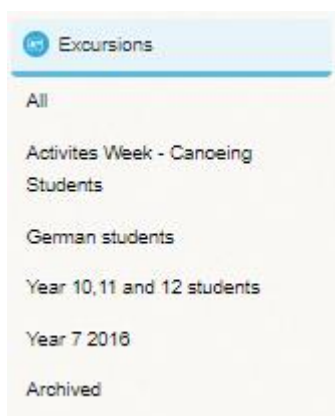 Excursions
All
Activites Week - Canoeing
Students
German students
Year 10,11 and 12 students
Year 7 2016
Archived